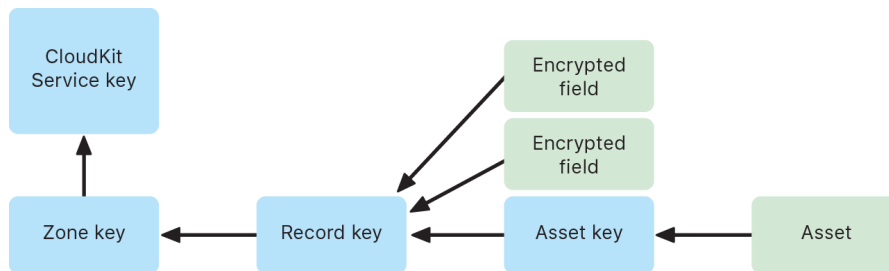 CloudKit
Service key
Encrypted
field
Encrypted
field
Zone key
Record key
Asset key
Asset